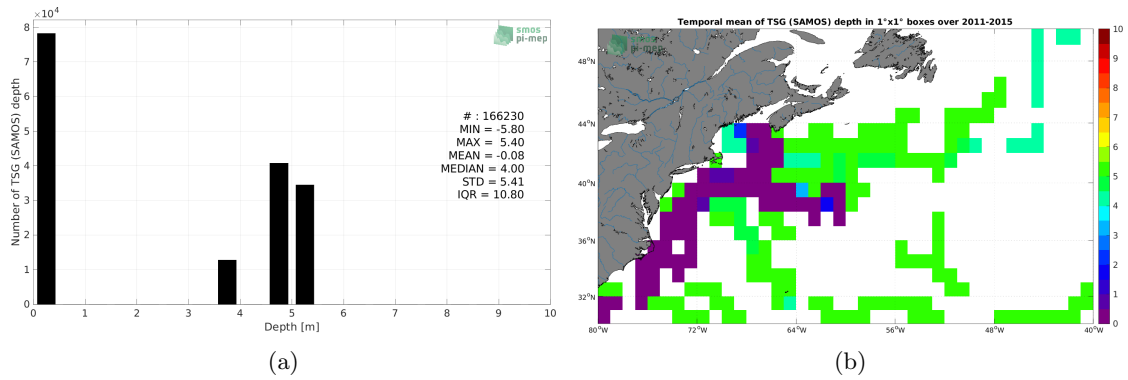 ×10⁴
8
7
6
5
4
3
2
1
0
Number of TSG (SAMOS) depth
smos
pi-mep
# : 166230
MIN = -5.80
MAX = 5.40
MEAN = -0.08
MEDIAN = 4.00
STD = 5.41
IQR = 10.80
0 1 2 3 4 5 6 7 8 9 10
Depth [m]
(a)
Temporal mean of TSG (SAMOS) depth in 1°x1° boxes over 2011-2015
smos
pi-mep
48°N
44°N
40°N
36°N
32°N
80°W 72°W 64°W 56°W 48°W 40°W
10
9
8
7
6
5
4
3
2
1
0
(b)